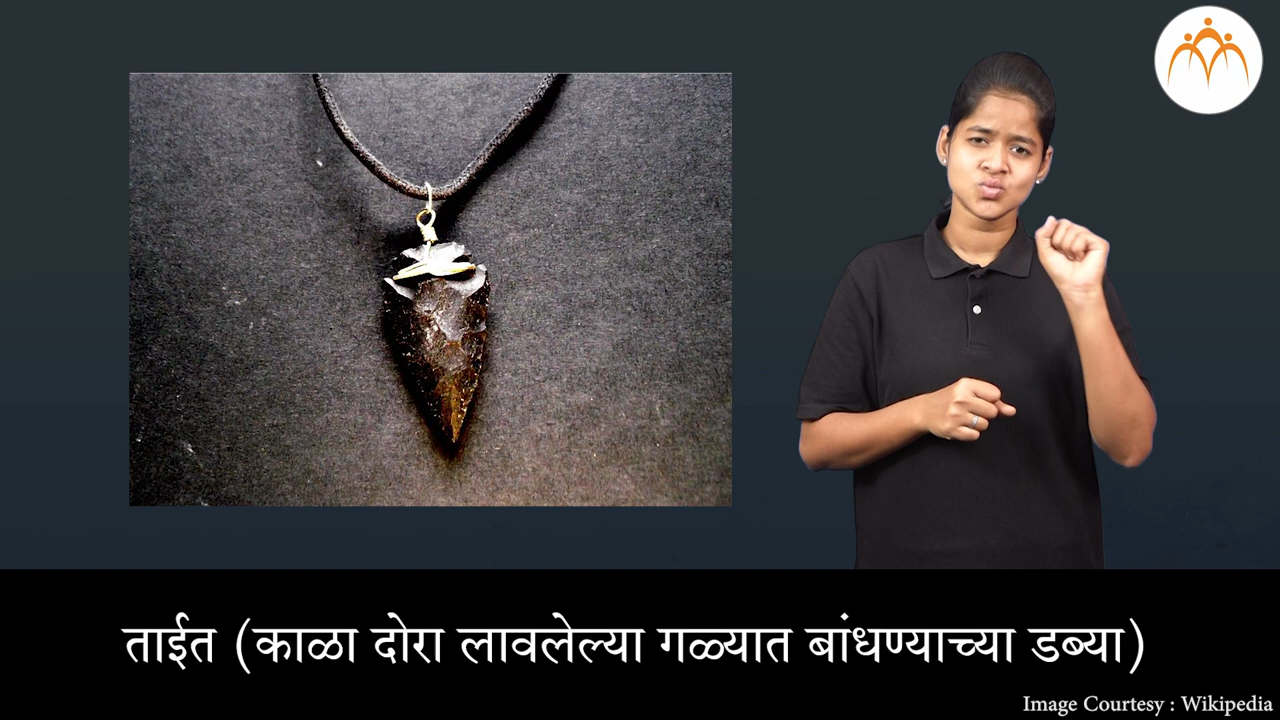 ताईत (काळा दोरा लावलेल्या गळ्यात बांधण्याच्या डब्या)
Image Courtesy : Wikipedia